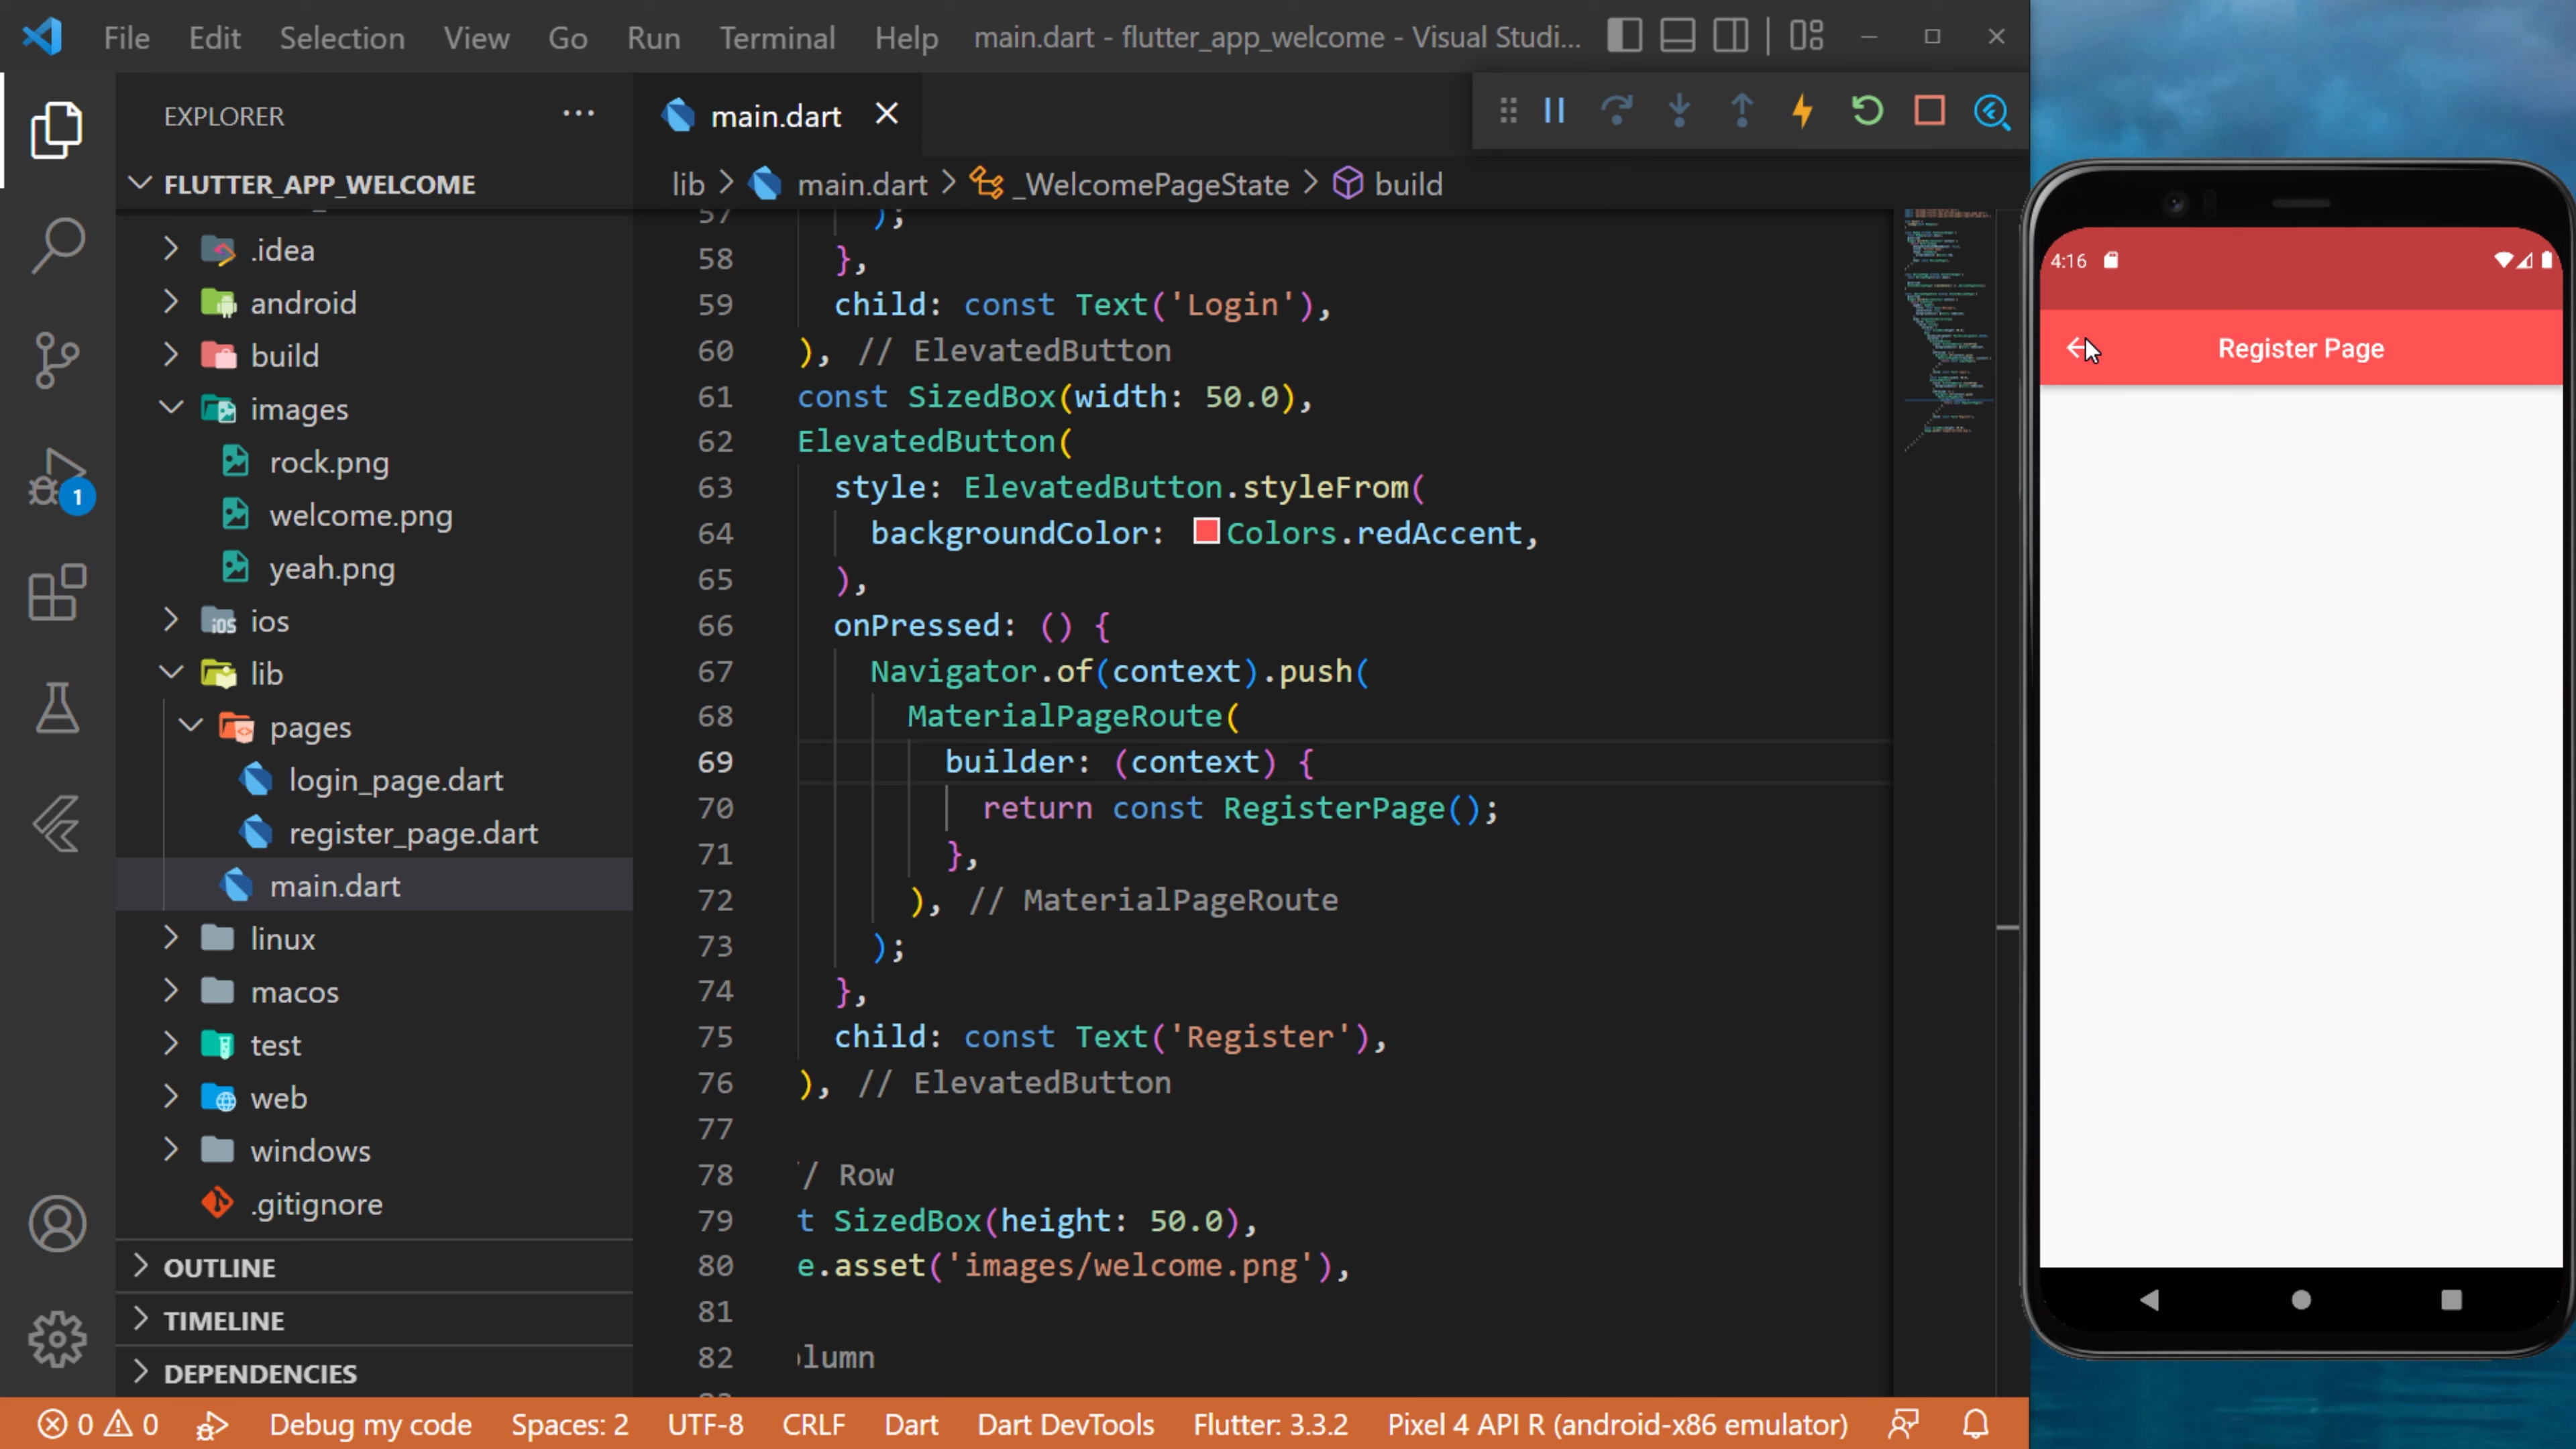 File Edit Selection View Go Run Terminal Help main.dart - flutter_app_welcome - Visual Studi...
EXPLORER
main.dart
FLUTTER_APP_WELCOME
lib > main.dart > _WelcomePageState > build
.idea
android
build
images
rock.png
welcome.png
yeah.png
ios
lib
pages
login_page.dart
register_page.dart
main.dart
linux
macos
test
web
windows
.gitignore
OUTLINE
TIMELINE
DEPENDENCIES
1
57 );
58 },
59 child: const Text('Login'),
60 ), // ElevatedButton
61 const SizedBox(width: 50.0),
62 ElevatedButton(
63 style: ElevatedButton.styleFrom(
64 backgroundColor: Colors.redAccent,
65 ),
66 onPressed: () {
67 Navigator.of(context).push(
68 MaterialPageRoute(
69 builder: (context) {
70 return const RegisterPage();
71 },
72 ), // MaterialPageRoute
73 );
74 },
75 child: const Text('Register'),
76 ), // ElevatedButton
77
78 / Row
79 t SizedBox(height: 50.0),
80 e.asset('images/welcome.png'),
81
82 lumn
4:16
Register Page
0 0 Debug my code Spaces: 2 UTF-8 CRLF Dart Dart DevTools Flutter: 3.3.2 Pixel 4 API R (android-x86 emulator)